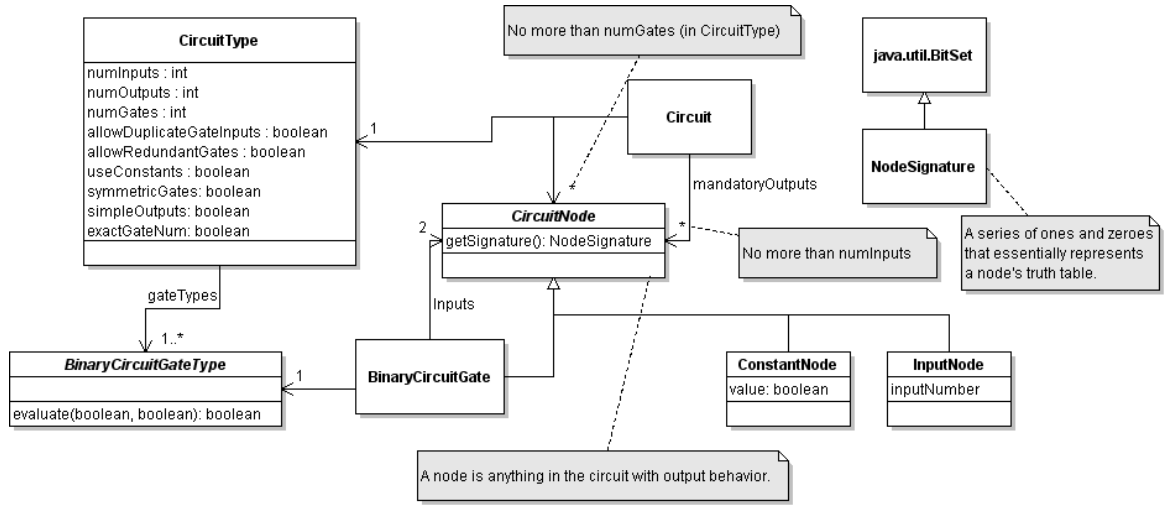 CircuitType
numInputs : int
numOutputs : int
numGates : int
allowDuplicateGateInputs : boolean
allowRedundantGates : boolean
useConstants : boolean
symmetricGates: boolean
simpleOutputs: boolean
exactGateNum: boolean
No more than numGates (in CircuitType)
java.util.BitSet
Circuit
1
NodeSignature
mandatoryOutputs
*
CircuitNode
getSignature(): NodeSignature
2
*
No more than numInputs
A series of ones and zeroes
that essentially represents
a node's truth table.
gateTypes
Inputs
1..*
BinaryCircuitGateType
evaluate(boolean, boolean): boolean
1
BinaryCircuitGate
ConstantNode
value: boolean
InputNode
inputNumber
A node is anything in the circuit with output behavior.